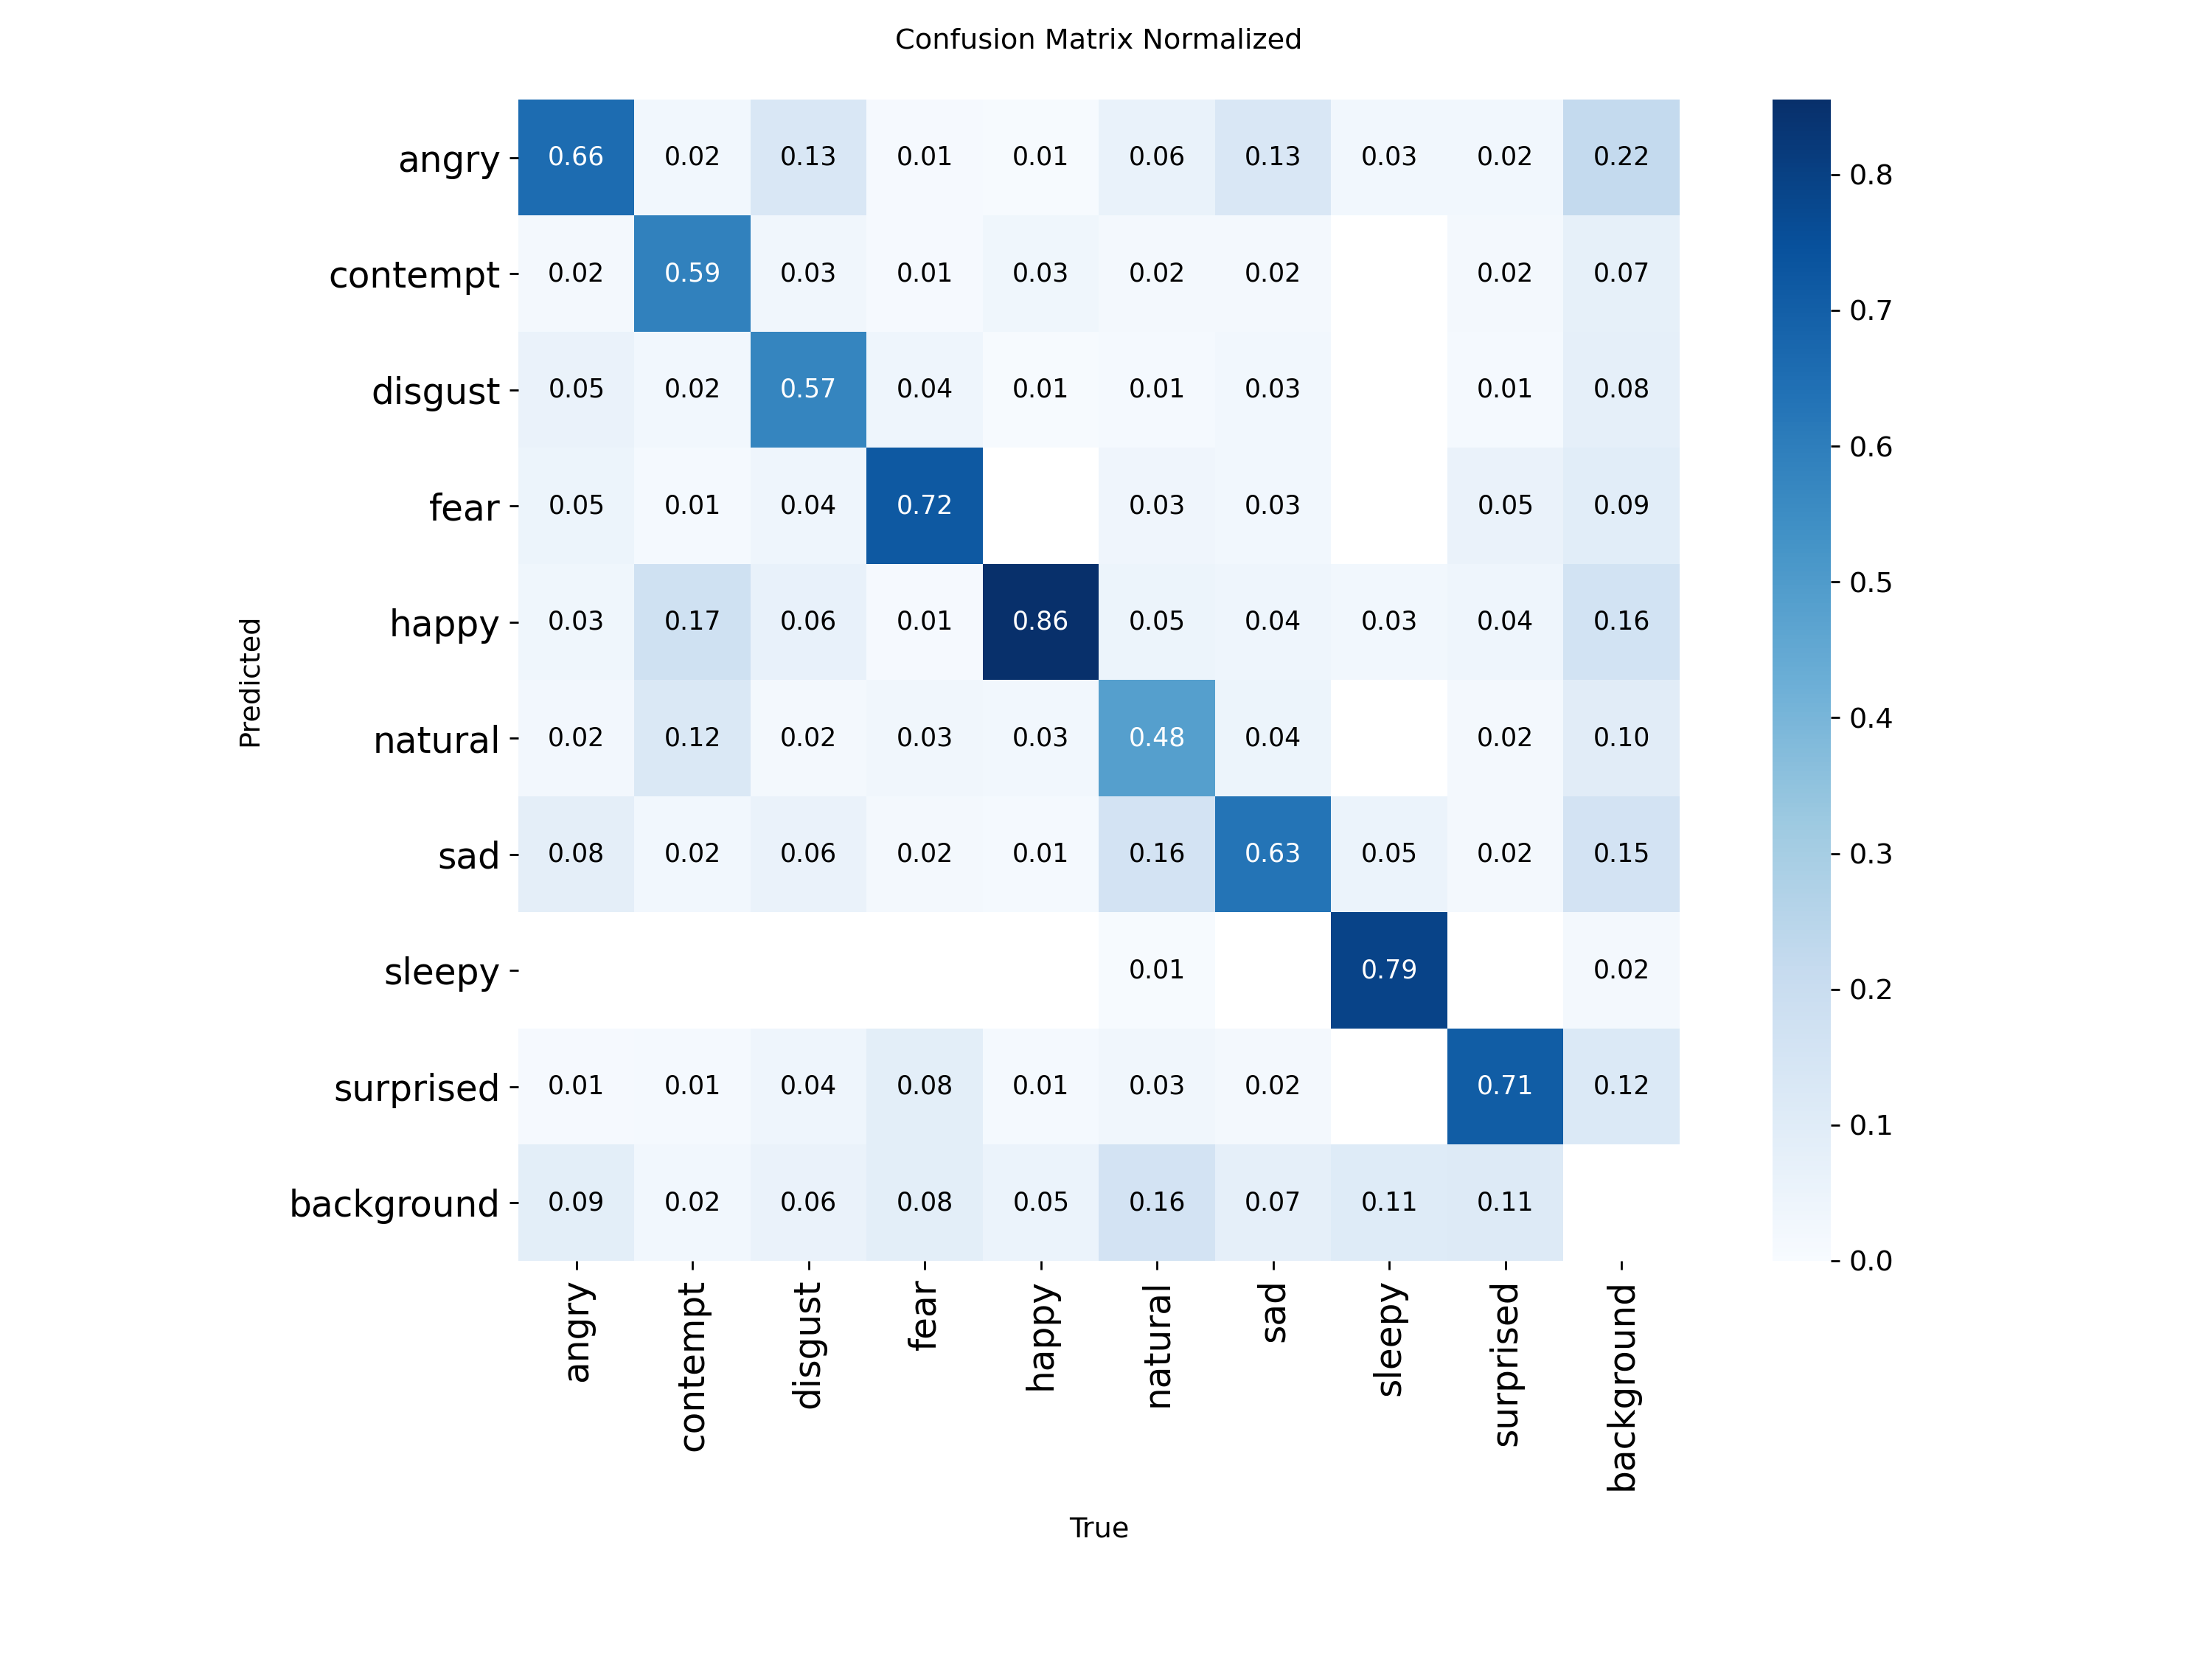 Confusion Matrix Normalized
angry 0.66 0.02 0.13 0.01 0.01 0.06 0.13 0.03 0.02 0.22
contempt 0.02 0.59 0.03 0.01 0.03 0.02 0.02 0.02 0.07
disgust 0.05 0.02 0.57 0.04 0.01 0.01 0.03 0.01 0.08
fear 0.05 0.01 0.04 0.72 0.03 0.03 0.05 0.09
happy 0.03 0.17 0.06 0.01 0.86 0.05 0.04 0.03 0.04 0.16
natural 0.02 0.12 0.02 0.03 0.03 0.48 0.04 0.02 0.10
sad 0.08 0.02 0.06 0.02 0.01 0.16 0.63 0.05 0.02 0.15
sleepy 0.01 0.79 0.02
surprised 0.01 0.01 0.04 0.08 0.01 0.03 0.02 0.71 0.12
background 0.09 0.02 0.06 0.08 0.05 0.16 0.07 0.11 0.11
Predicted
angry contempt disgust fear happy natural sad sleepy surprised background
True
0.8
0.7
0.6
0.5
0.4
0.3
0.2
0.1
0.0